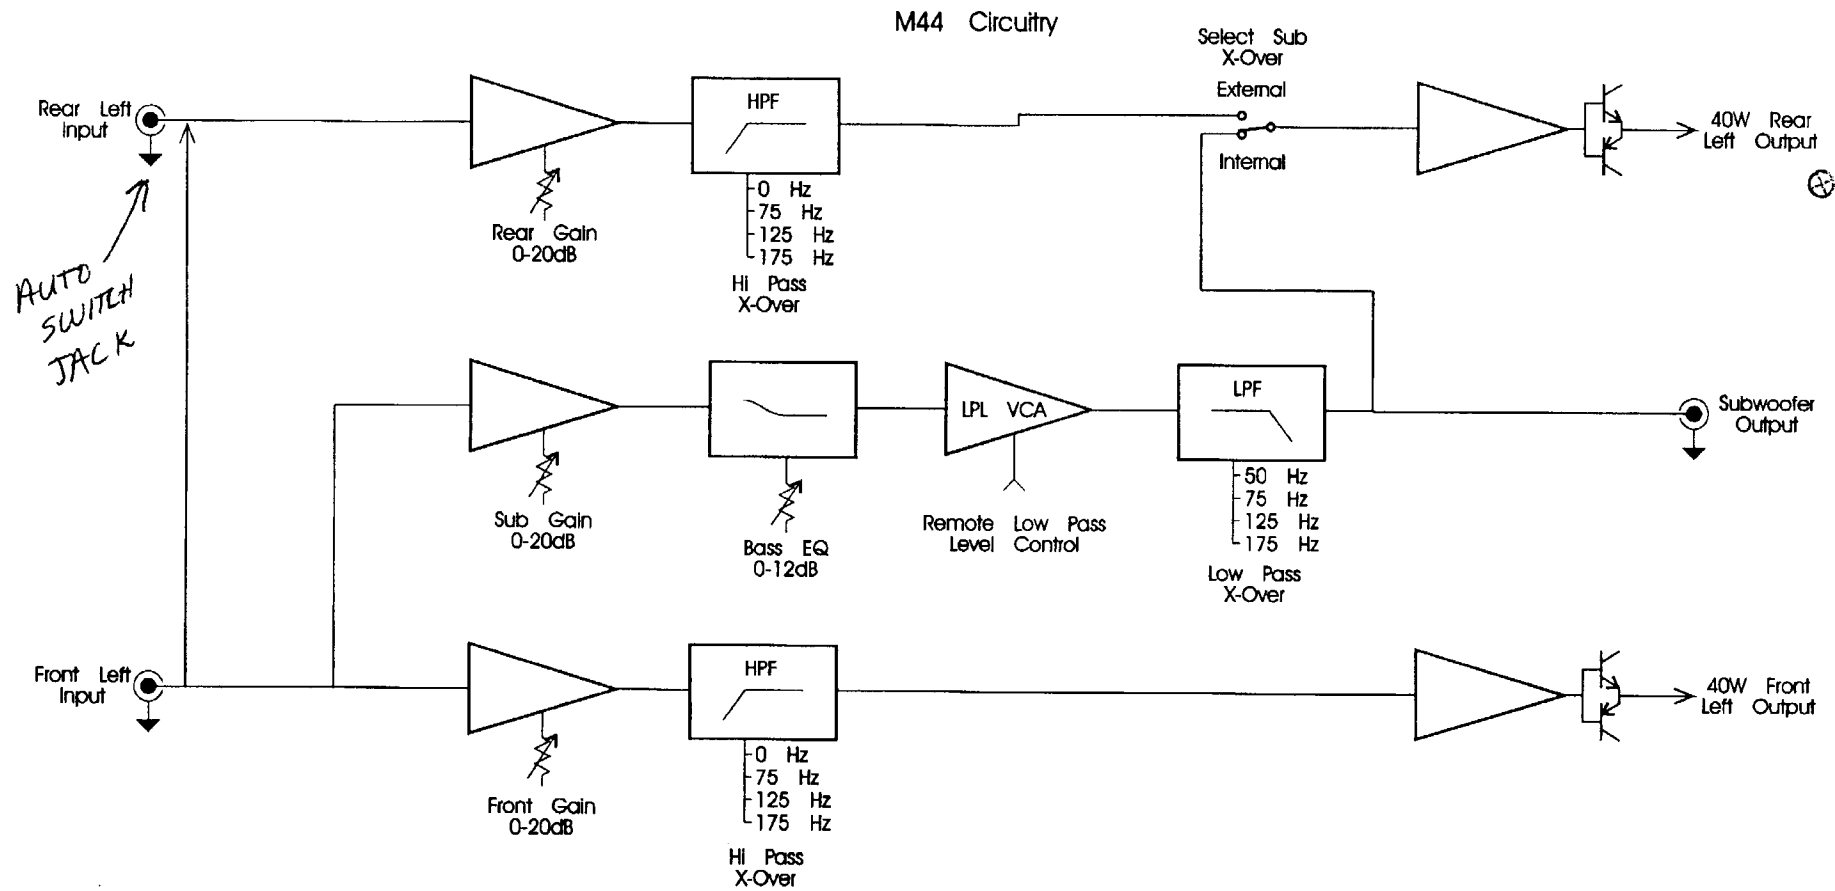 M44 Circuitry
Select Sub
X-Over
External
Internal
Rear Left
Input
HPF
0 Hz
75 Hz
125 Hz
175 Hz
Hi Pass
X-Over
Rear Gain
0-20dB
40W Rear
Left Output
AUTO
SWITCH
JACK
LPL VCA
LPF
50 Hz
75 Hz
125 Hz
175 Hz
Low Pass
X-Over
Subwoofer
Output
Sub Gain
0-20dB
Bass EQ
0-12dB
Remote Low Pass
Level Control
Front Left
Input
HPF
0 Hz
75 Hz
125 Hz
175 Hz
Hi Pass
X-Over
Front Gain
0-20dB
40W Front
Left Output